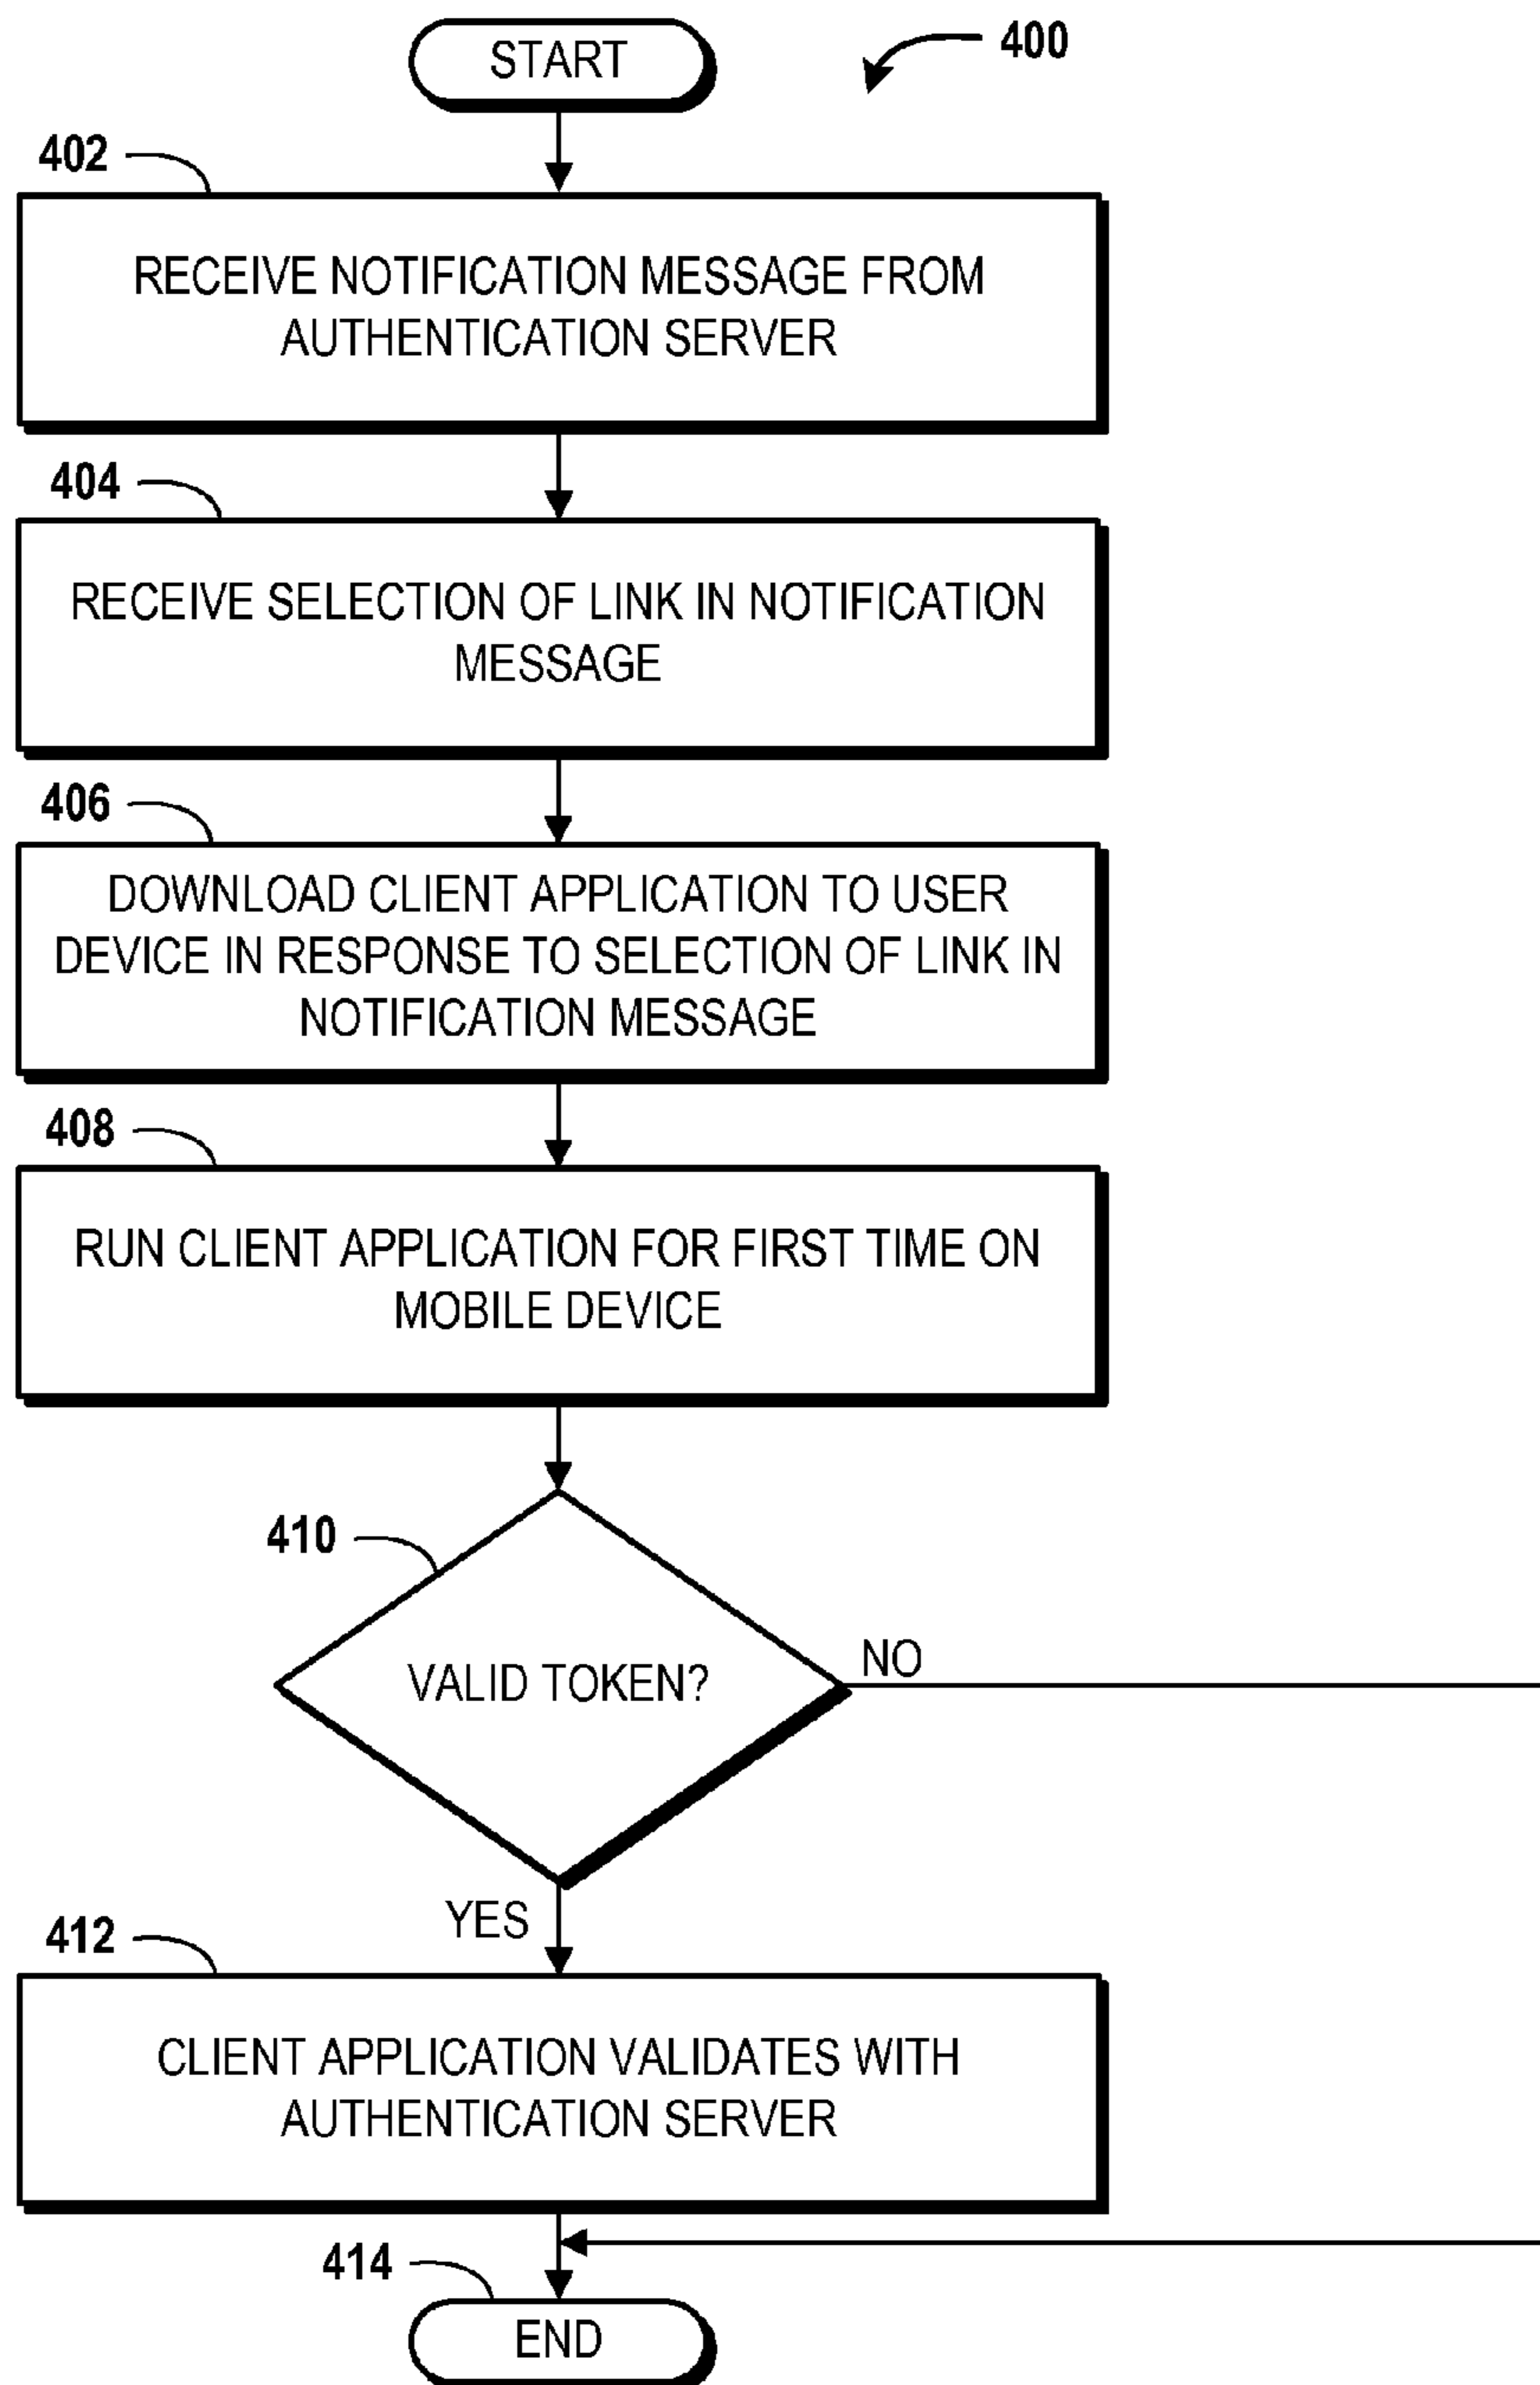 START
400
402
RECEIVE NOTIFICATION MESSAGE FROM
AUTHENTICATION SERVER
404
RECEIVE SELECTION OF LINK IN NOTIFICATION
MESSAGE
406
DOWNLOAD CLIENT APPLICATION TO USER
DEVICE IN RESPONSE TO SELECTION OF LINK IN
NOTIFICATION MESSAGE
408
RUN CLIENT APPLICATION FOR FIRST TIME ON
MOBILE DEVICE
410
VALID TOKEN?
NO
YES
412
CLIENT APPLICATION VALIDATES WITH
AUTHENTICATION SERVER
414
END